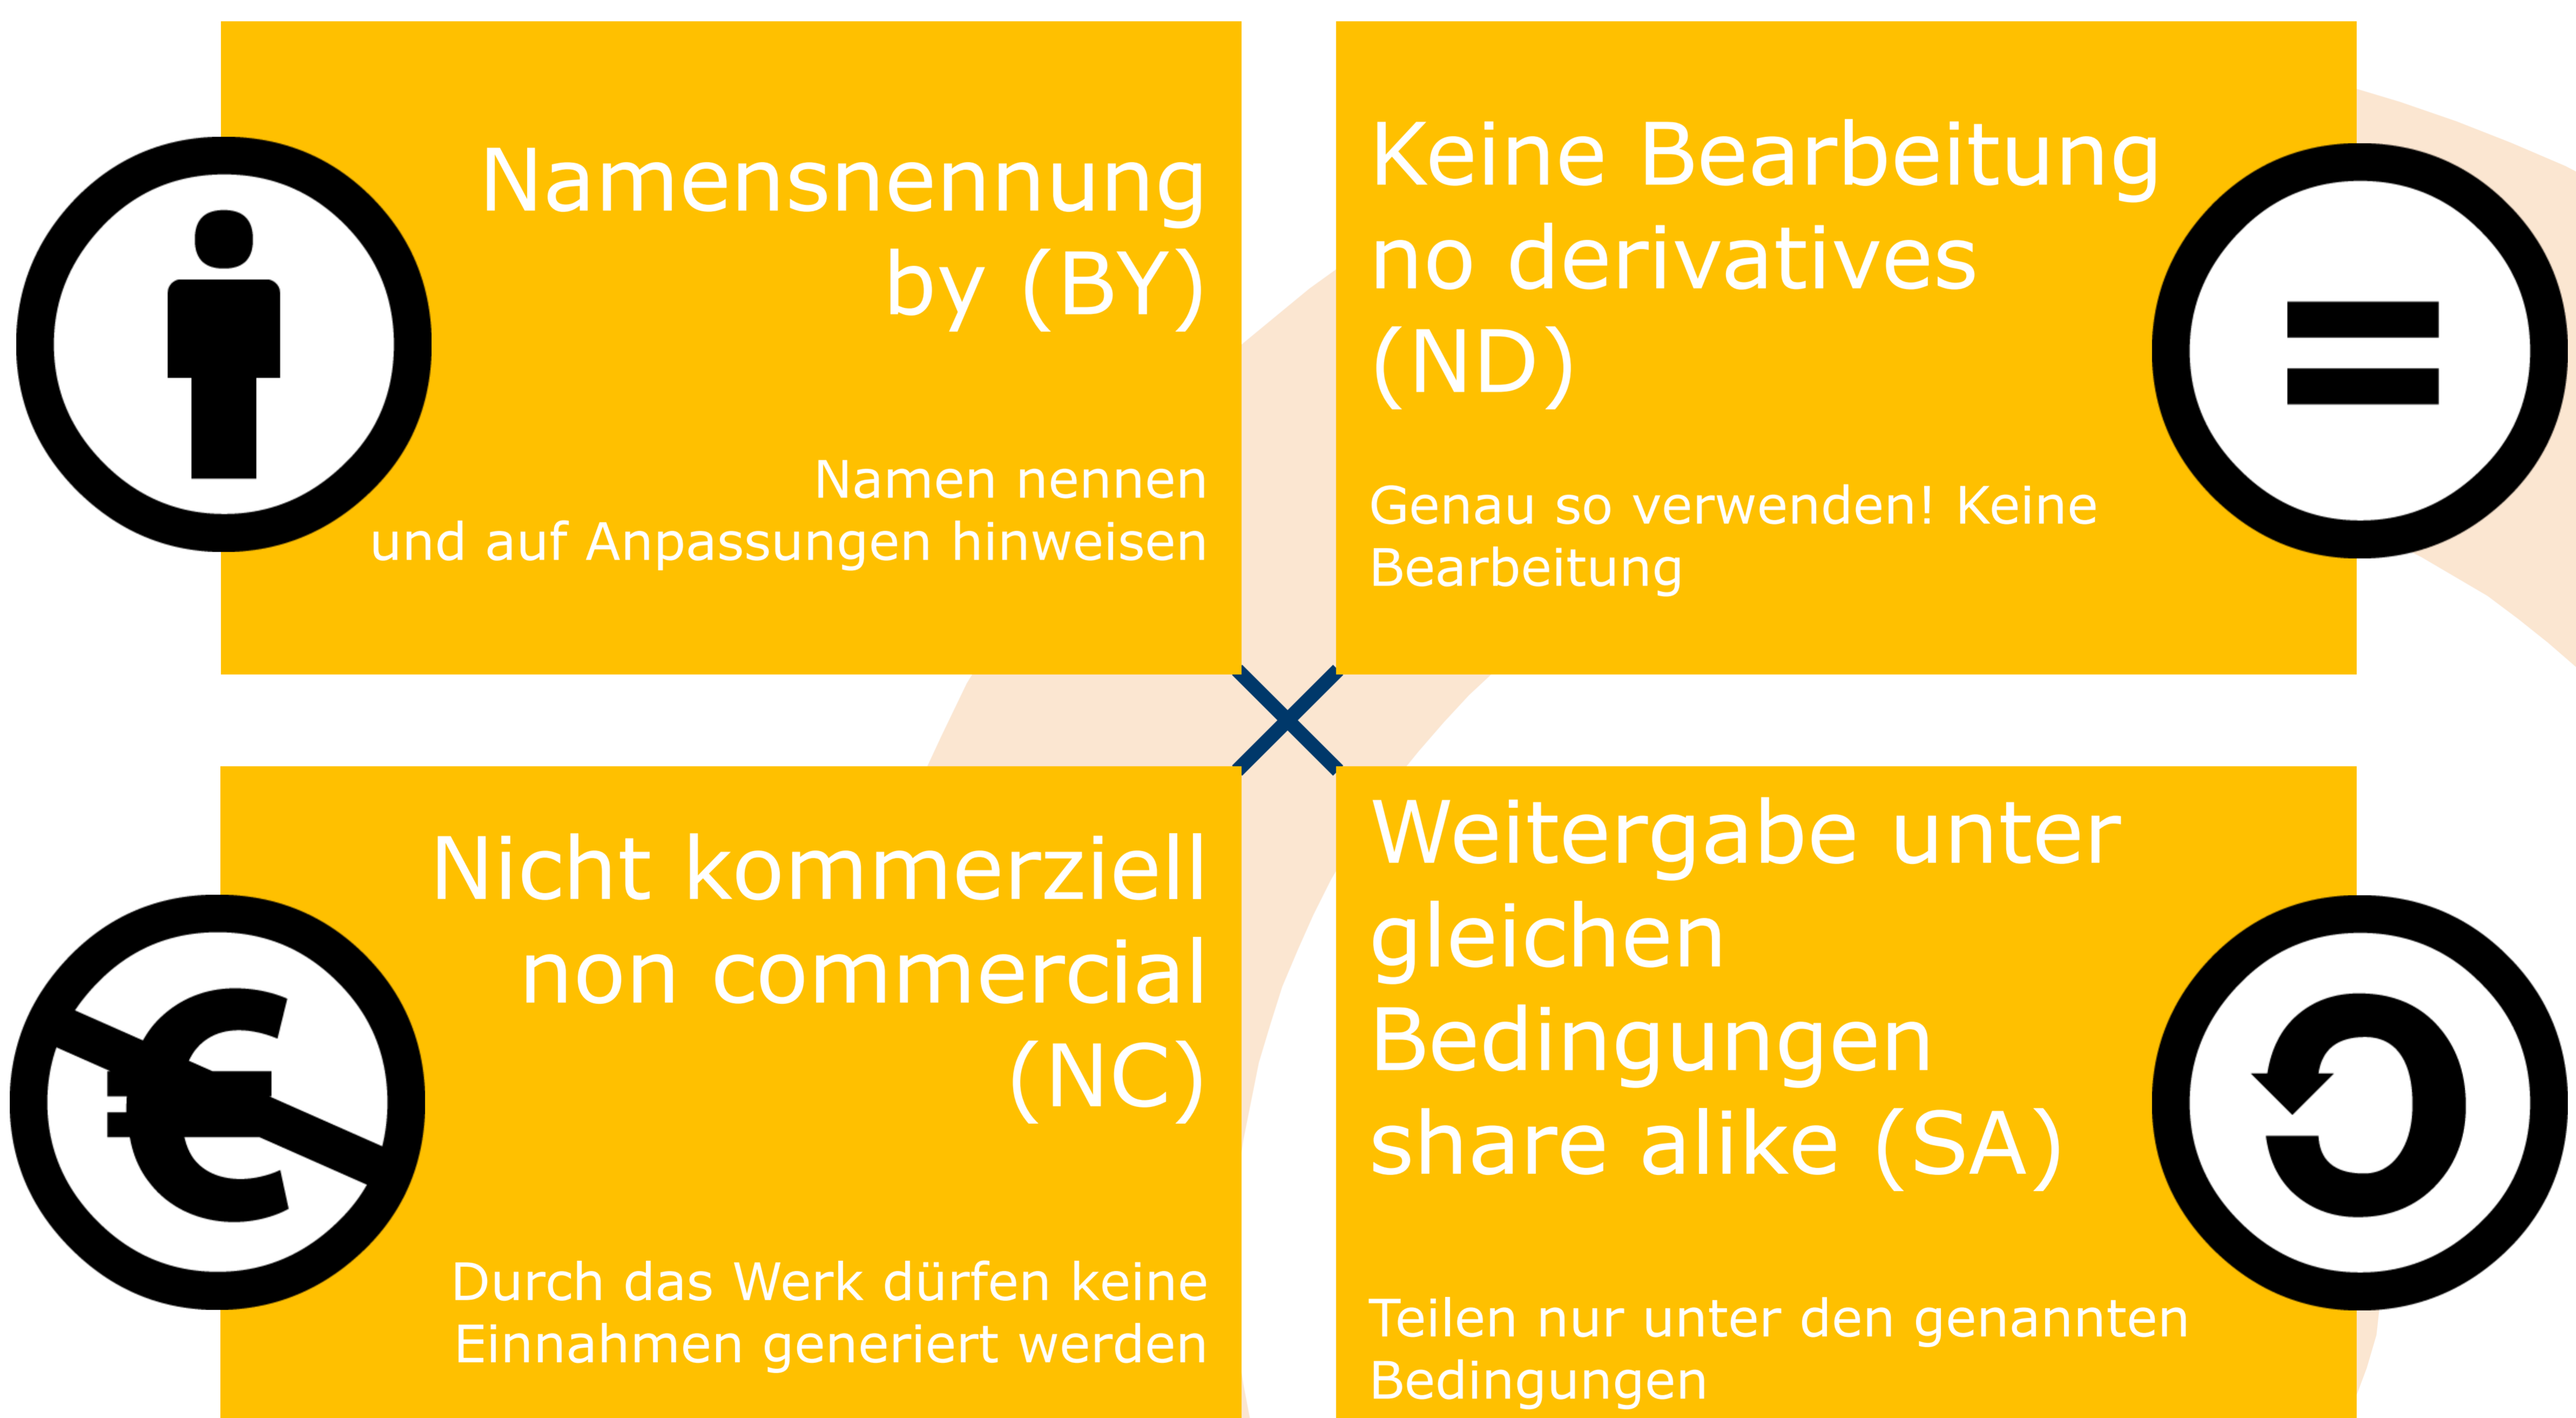 Namensnennung
by (BY)
Namen nennen
und auf Anpassungen hinweisen
Keine Bearbeitung
no derivatives
(ND)
Genau so verwenden! Keine
Bearbeitung
Nicht kommerziell
non commercial
(NC)
Durch das Werk dürfen keine
Einnahmen generiert werden
Weitergabe unter
gleichen
Bedingungen
share alike (SA)
Teilen nur unter den genannten
Bedingungen